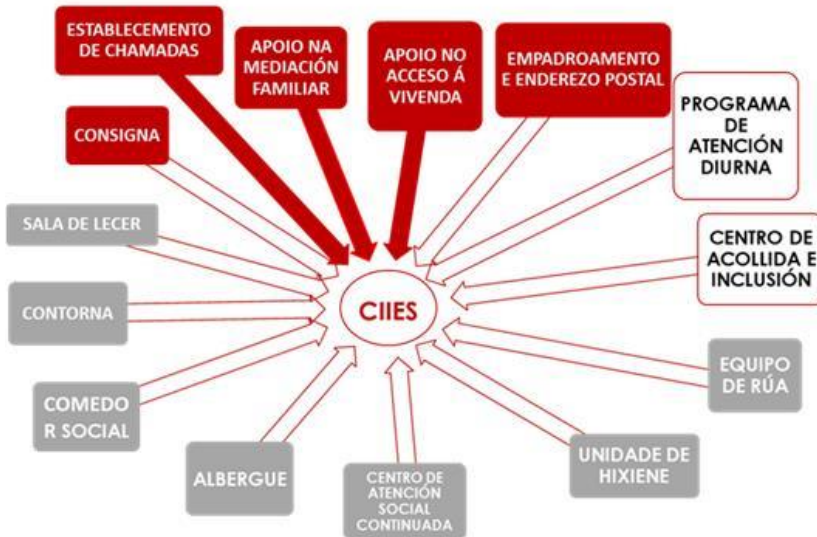 ESTABLECEMENTO
DE CHAMADAS
APOIO NA
MEDIACIÓN
FAMILIAR
APOIO NO
ACCESO Á
VIVENDA
EMPADROAMENTO
E ENDEREZO POSTAL
PROGRAMA
DE
ATENCIÓN
DIURNA
CONSIGNA
SALA DE LECER
CENTRO DE
ACOLLIDA E
INCLUSIÓN
CONTORNA
CIIES
EQUIPO
DE RÚA
COMEDO
R SOCIAL
ALBERGUE
CENTRO DE
ATENCIÓN
SOCIAL
CONTINUADA
UNIDADE DE
HIXIENE